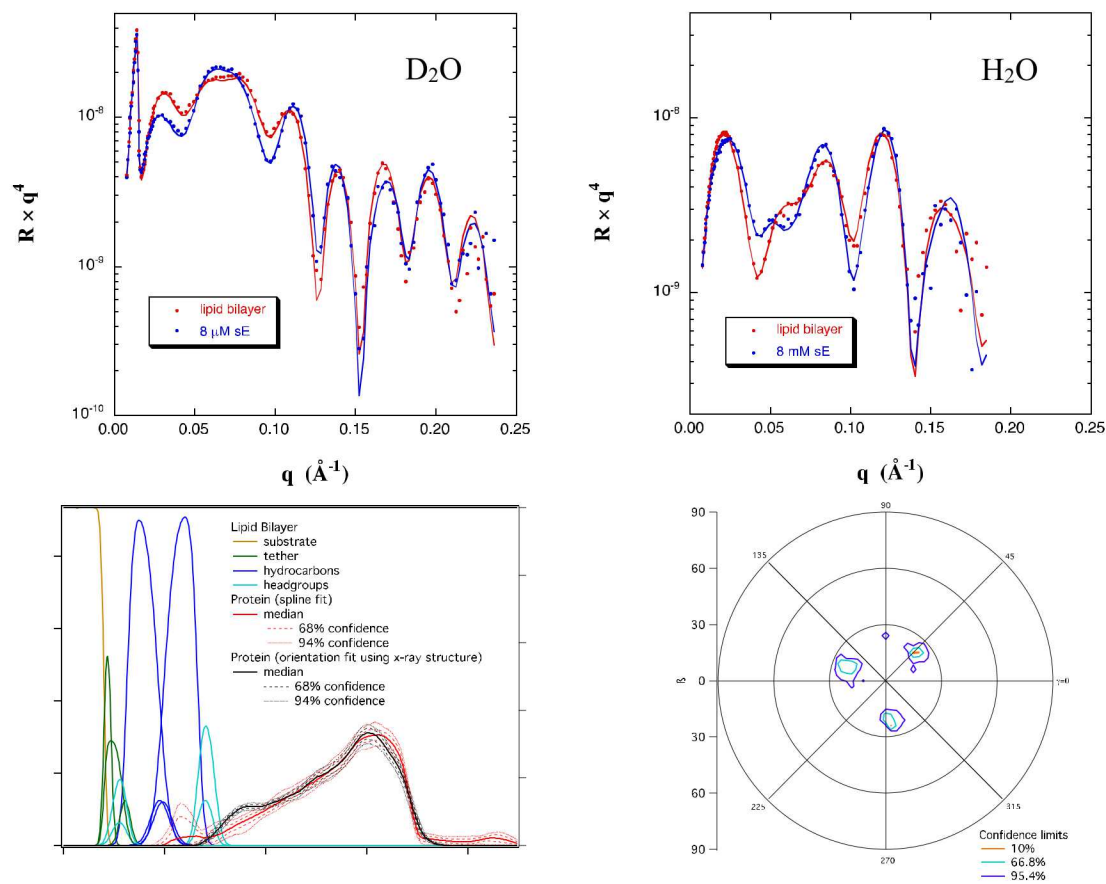 D₂O
R × q⁴
10⁻⁸
10⁻⁹
10⁻¹⁰
lipid bilayer
8 μM sE
0.00 0.05 0.10 0.15 0.20 0.25
q (Å⁻¹)
H₂O
R × q⁴
10⁻⁸
10⁻⁹
lipid bilayer
8 mM sE
0.00 0.05 0.10 0.15 0.20 0.25
q (Å⁻¹)
Lipid Bilayer
substrate
tether
hydrocarbons
headgroups
Protein (spline fit)
median
68% confidence
94% confidence
Protein (orientation fit using x-ray structure)
median
68% confidence
94% confidence
90
60
30
0
30
60
90
ß
90
135
45
γ=0
225
315
270
Confidence limits
10%
66.8%
95.4%